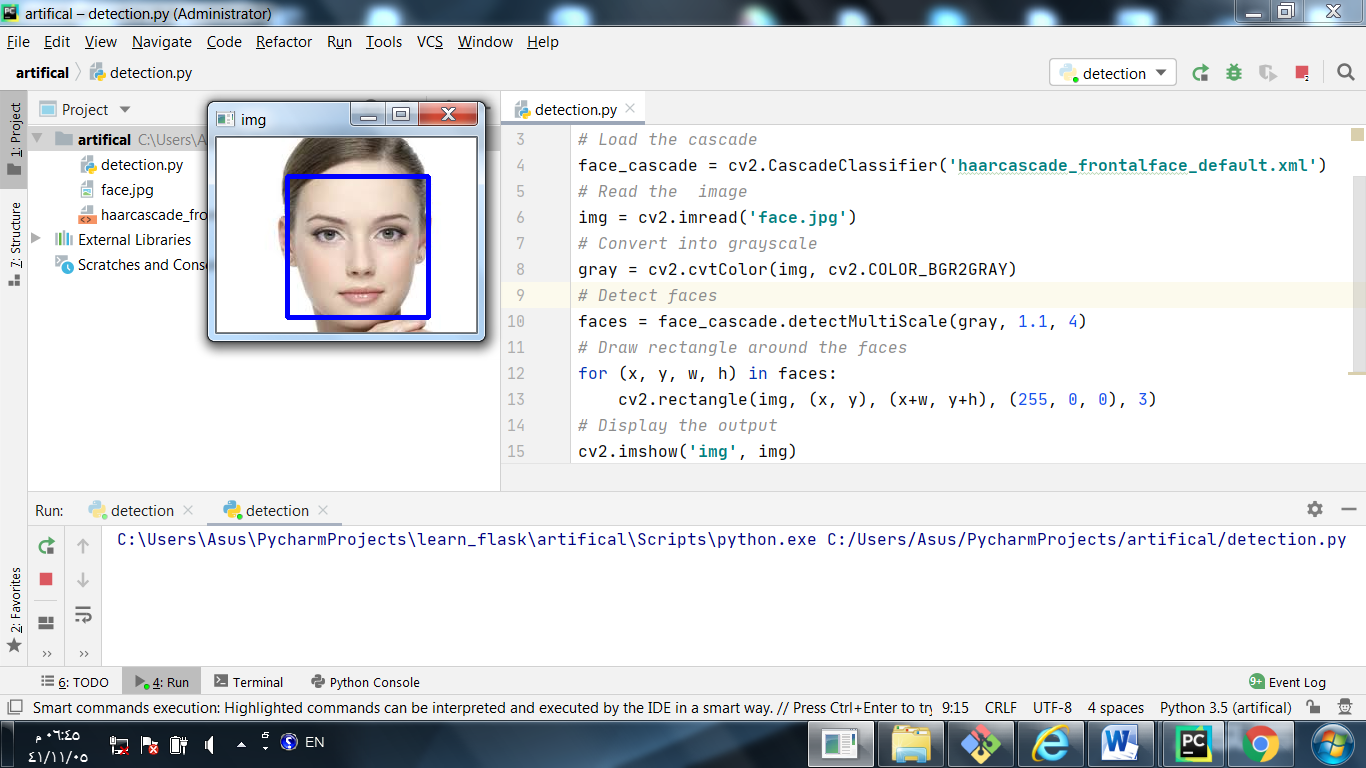 artifical – detection.py (Administrator)
File Edit View Navigate Code Refactor Run Tools VCS Window Help
artifical detection.py
detection
1: Project
Project
artifical C:\Users\A
detection.py
face.jpg
haarcascade_fro
External Libraries
Scratches and Conso
7: Structure
2: Favorites
img
detection.py
3 # Load the cascade
4 face_cascade = cv2.CascadeClassifier('haarcascade_frontalface_default.xml')
5 # Read the  image
6 img = cv2.imread('face.jpg')
7 # Convert into grayscale
8 gray = cv2.cvtColor(img, cv2.COLOR_BGR2GRAY)
9 # Detect faces
10 faces = face_cascade.detectMultiScale(gray, 1.1, 4)
11 # Draw rectangle around the faces
12 for (x, y, w, h) in faces:
13     cv2.rectangle(img, (x, y), (x+w, y+h), (255, 0, 0), 3)
14 # Display the output
15 cv2.imshow('img', img)
Run: detection detection
C:\Users\Asus\PycharmProjects\learn_flask\artifical\Scripts\python.exe C:/Users/Asus/PycharmProjects/artifical/detection.py
6: TODO 4: Run Terminal Python Console 9+ Event Log
Smart commands execution: Highlighted commands can be interpreted and executed by the IDE in a smart way. // Press Ctrl+Enter to try 9:15 CRLF UTF-8 4 spaces Python 3.5 (artifical)
٠٦:٤٥ م
٤١/١١/٠٥
EN